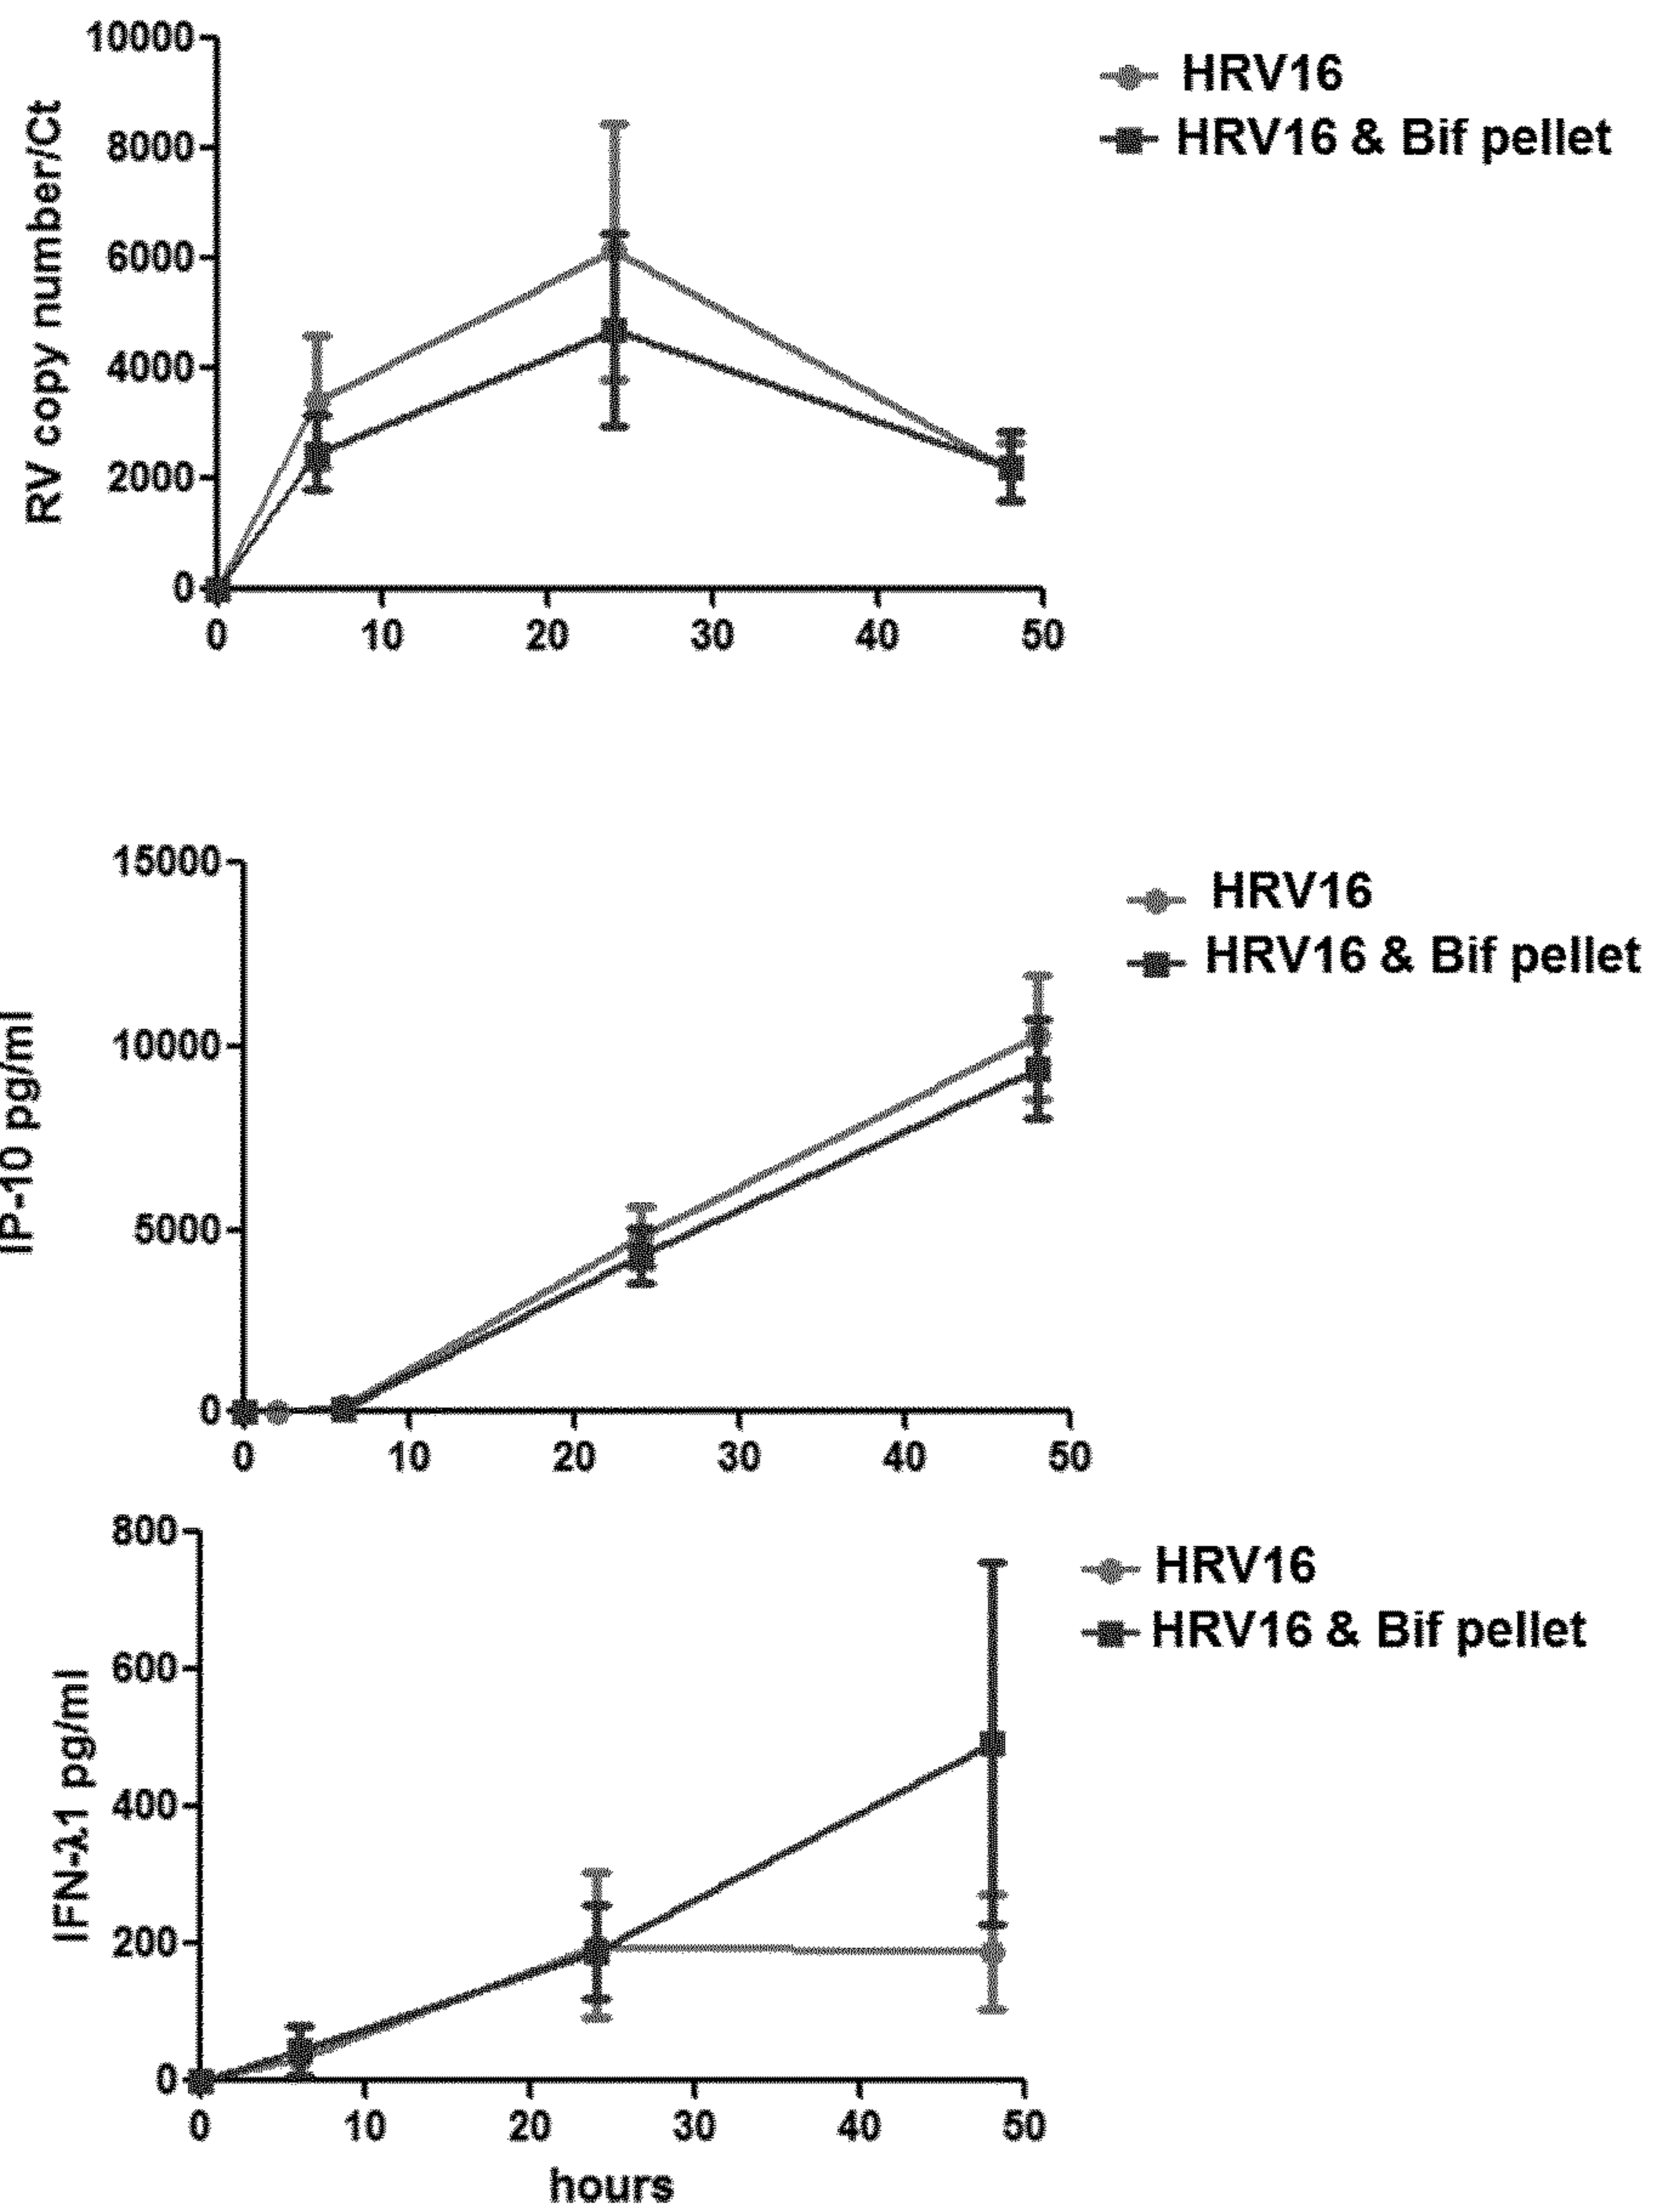 RV copy number/Ct
10000
8000
6000
4000
2000
0
0 10 20 30 40 50
HRV16
HRV16 & Bif pellet
IP-10 pg/ml
15000
10000
5000
0
0 10 20 30 40 50
HRV16
HRV16 & Bif pellet
IFN-λ1 pg/ml
800
600
400
200
0
0 10 20 30 40 50
hours
HRV16
HRV16 & Bif pellet